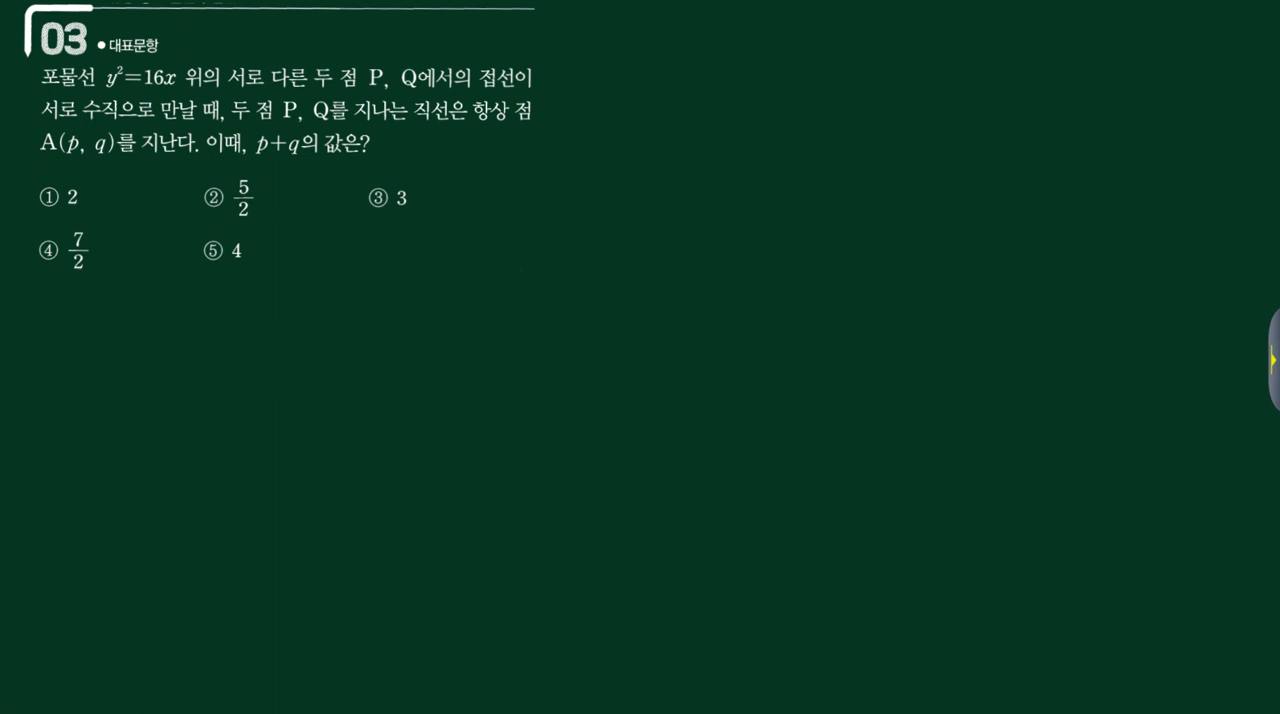 03 ● 대표문항
포물선 y²=16x 위의 서로 다른 두 점 P, Q에서의 접선이
서로 수직으로 만날 때, 두 점 P, Q를 지나는 직선은 항상 점
A(p, q)를 지난다. 이때, p+q의 값은?
① 2 ② 5/2 ③ 3
④ 7/2 ⑤ 4